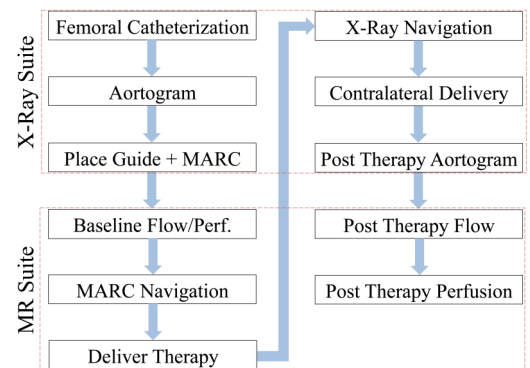 X-Ray Suite
Femoral Catheterization
Aortogram
Place Guide + MARC
MR Suite
Baseline Flow/Perf.
MARC Navigation
Deliver Therapy
X-Ray Navigation
Contralateral Delivery
Post Therapy Aortogram
Post Therapy Flow
Post Therapy Perfusion